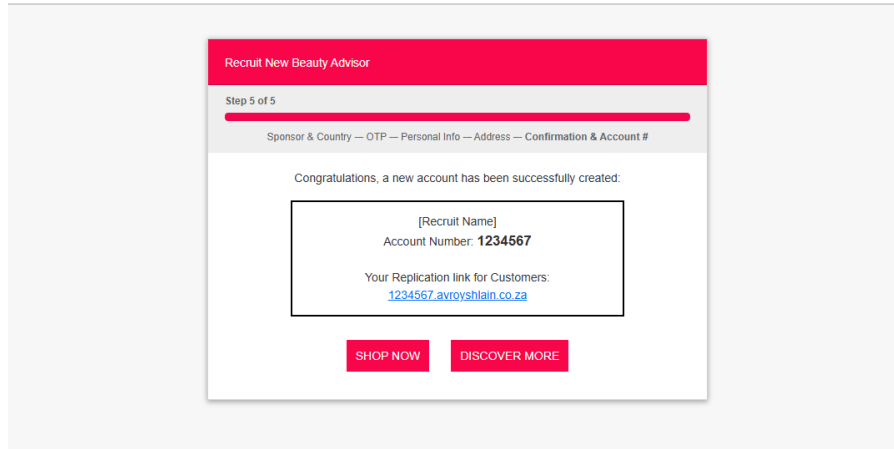 Recruit New Beauty Advisor
Step 5 of 5
Sponsor & Country — OTP — Personal Info — Address — Confirmation & Account #
Congratulations, a new account has been successfully created:
[Recruit Name]
Account Number: 1234567
Your Replication link for Customers:
1234567.avroyshlain.co.za
SHOP NOW DISCOVER MORE